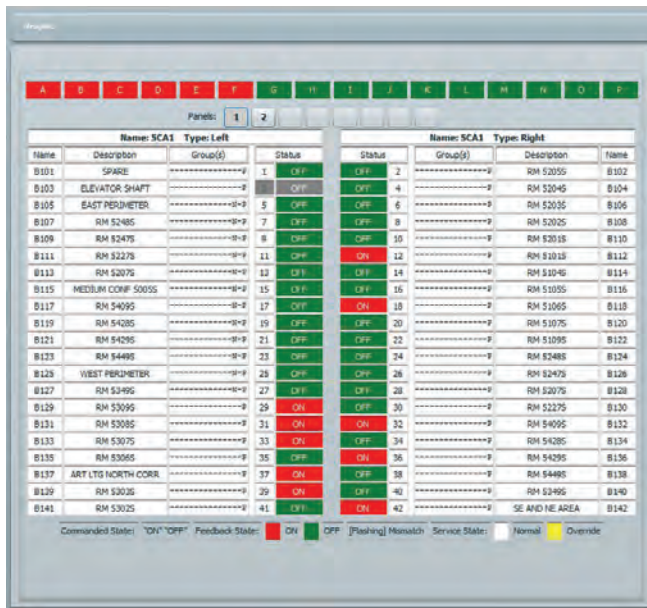 A B C D E F G H I J K L M N O P
Panels: 1 2
Name: SCA1 Type: Left Name: SCA1 Type: Right
Name Description Group(s) Status Status Group(s) Description Name
B101 SPARE 1 OFF OFF 2 RM 5205S B102
B103 ELEVATOR SHAFT OFF OFF 4 RM 5204S B104
B105 EAST PERIMETER 5 OFF OFF 6 RM 5203S B106
B107 RM 5248S 7 OFF OFF 8 RM 5202S B108
B109 RM 5247S 9 OFF OFF 10 RM 5201S B110
B111 RM 5227S 11 OFF ON 12 RM 5101S B112
B113 RM 5207S 13 OFF OFF 14 RM 5104S B114
B115 MEDIUM CONF 5005S 15 OFF OFF 16 RM 5105S B116
B117 RM 5409S 17 OFF ON 18 RM 5106S B118
B119 RM 5428S 19 OFF OFF 20 RM 5107S B120
B121 RM 5429S 21 OFF OFF 22 RM 5109S B122
B123 RM 5449S 23 OFF OFF 24 RM 5248S B124
B125 WEST PERIMETER 25 OFF OFF 26 RM 5247S B126
B127 RM 5349S 27 OFF OFF 28 RM 5207S B128
B129 RM 5309S 29 ON OFF 30 RM 5227S B130
B131 RM 5308S 31 ON ON 32 RM 5409S B132
B133 RM 5307S 33 ON OFF 34 RM 5428S B134
B135 RM 5306S 35 OFF ON 36 RM 5429S B136
B137 ART LTG NORTH CORR 37 ON OFF 38 RM 5449S B138
B139 RM 5303S 39 ON OFF 40 RM 5349S B140
B141 RM 5302S 41 OFF ON 42 SE AND NE AREA B142
Commanded State: "ON" "OFF" Feedback State: ON OFF [Flashing] Mismatch Service State: Normal Override